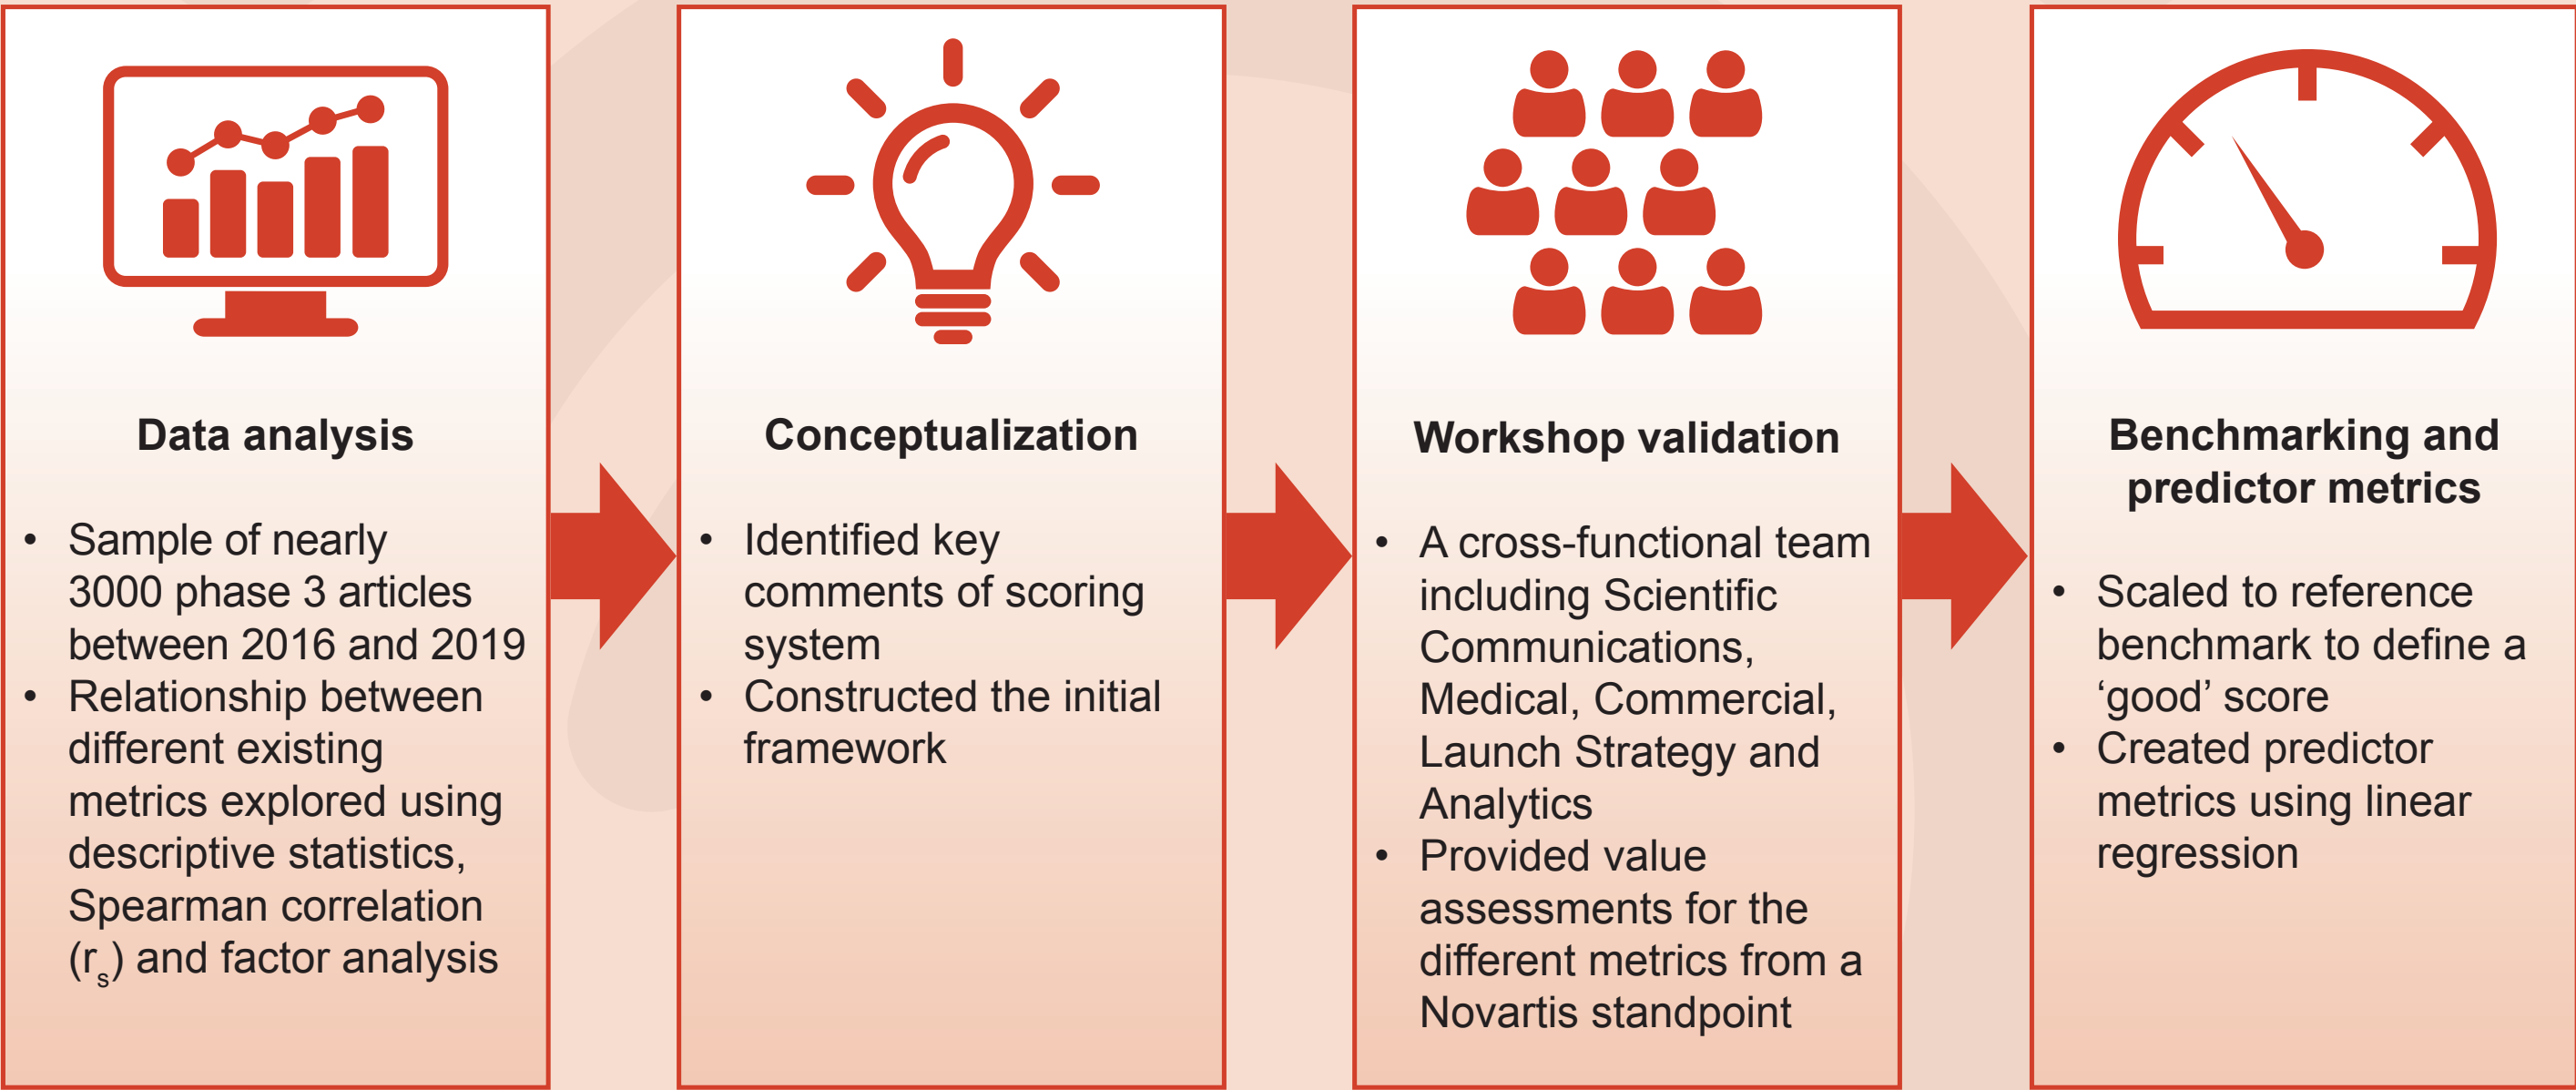 Data analysis
• Sample of nearly
3000 phase 3 articles
between 2016 and 2019
• Relationship between
different existing
metrics explored using
descriptive statistics,
Spearman correlation
(rs) and factor analysis
Conceptualization
• Identified key
comments of scoring
system
• Constructed the initial
framework
Workshop validation
• A cross-functional team
including Scientific
Communications,
Medical, Commercial,
Launch Strategy and
Analytics
• Provided value
assessments for the
different metrics from a
Novartis standpoint
Benchmarking and
predictor metrics
• Scaled to reference
benchmark to define a
‘good’ score
• Created predictor
metrics using linear
regression